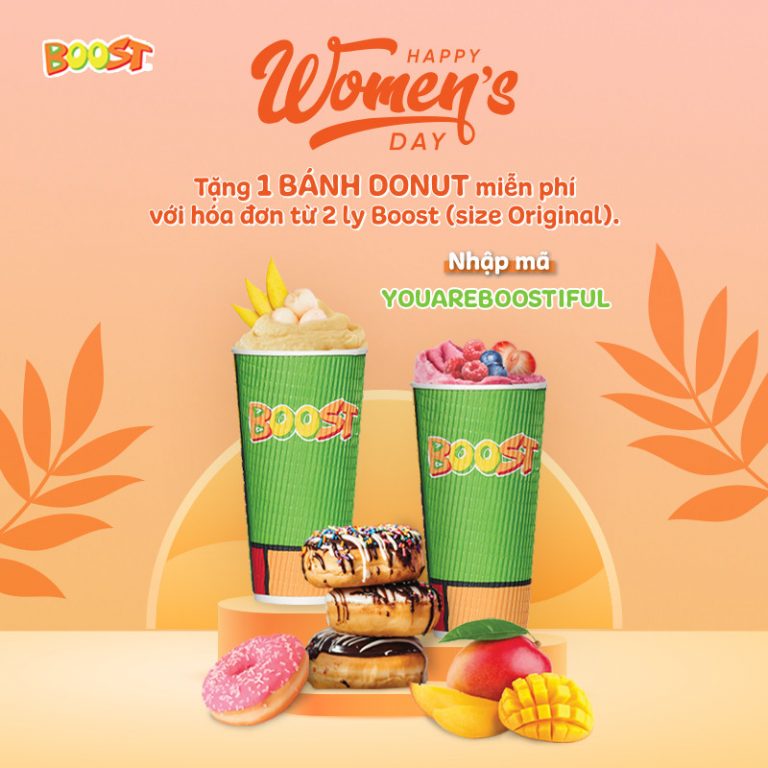 BOOST
HAPPY
Women's
DAY
Tặng 1 BÁNH DONUT miễn phí
với hóa đơn từ 2 ly Boost (size Original).
Nhập mã
YOUAREBOOSTIFUL
BOOST
BOOST